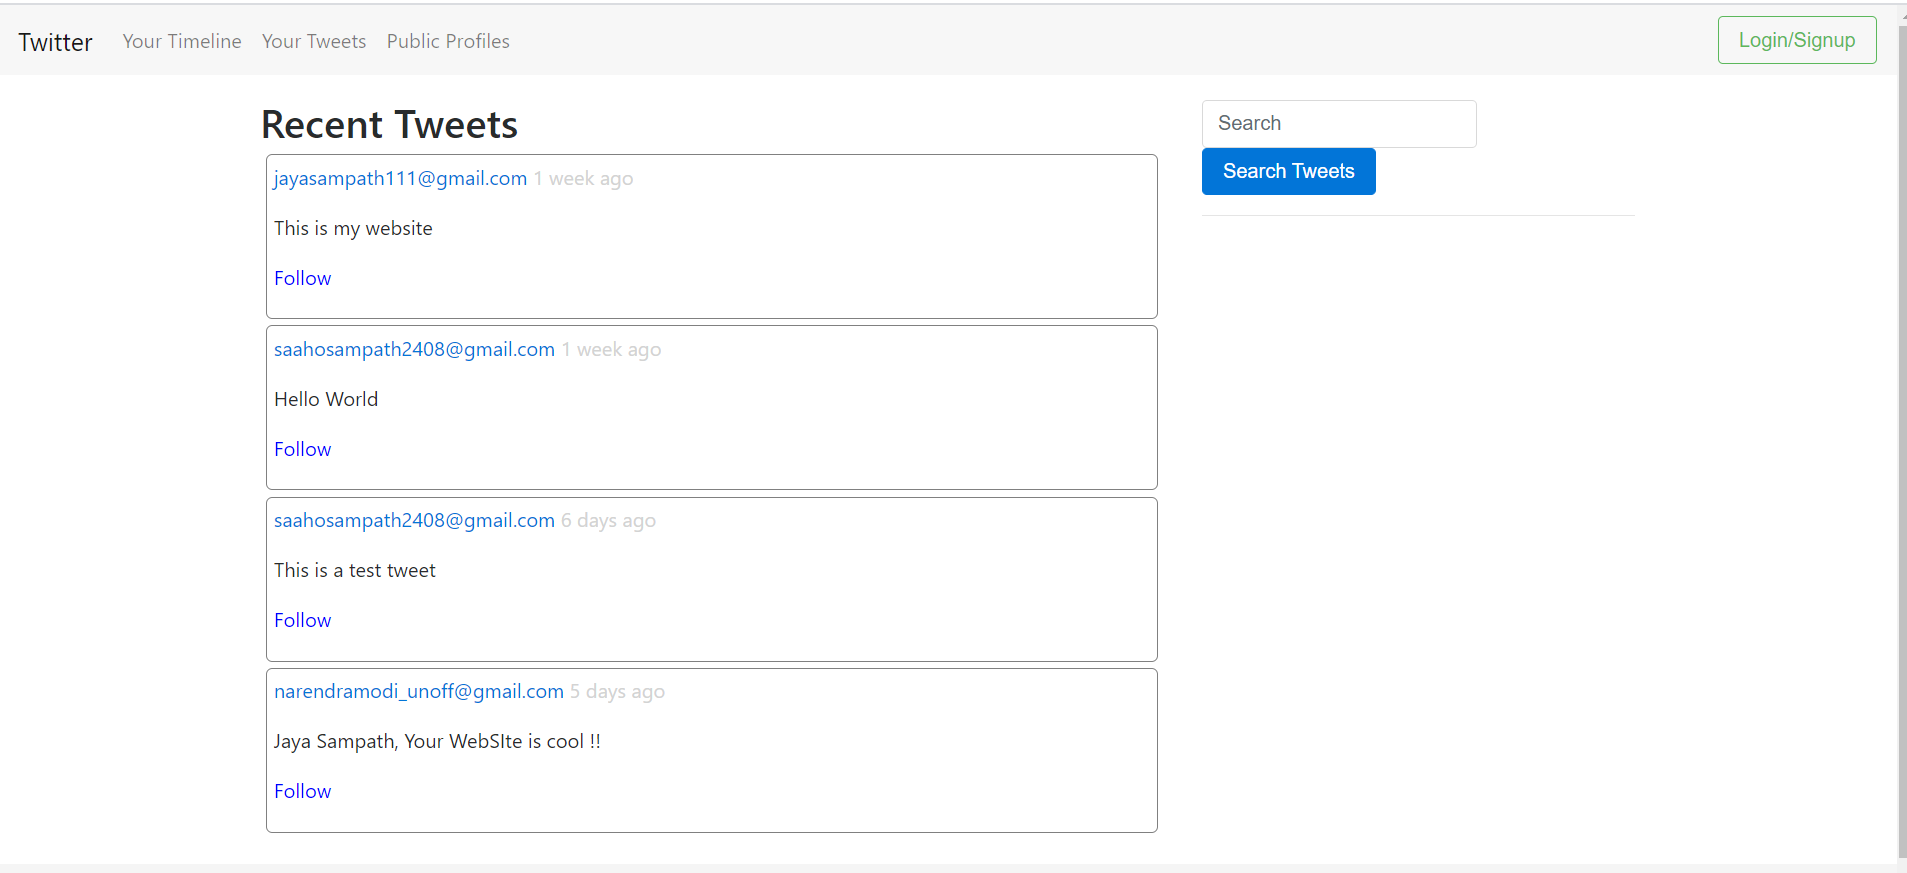 Twitter Your Timeline Your Tweets Public Profiles Login/Signup
Recent Tweets
jayasampath111@gmail.com 1 week ago
This is my website
Follow
saahosampath2408@gmail.com 1 week ago
Hello World
Follow
saahosampath2408@gmail.com 6 days ago
This is a test tweet
Follow
narendramodi_unoff@gmail.com 5 days ago
Jaya Sampath, Your WebSIte is cool !!
Follow
Search
Search Tweets